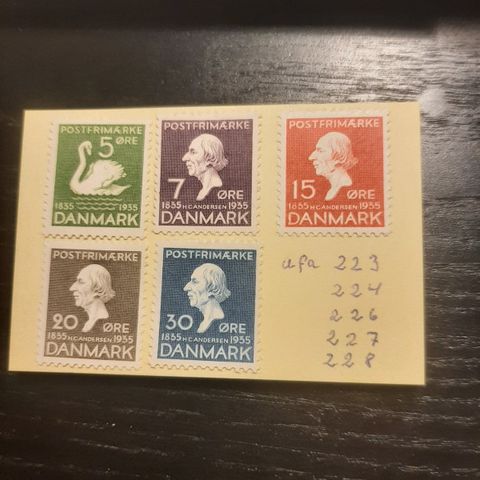 POSTFRIMÆRKE
5
ØRE
1835 1935
DANMARK
POSTFRIMÆRKE
7 ØRE
1835 H.C.ANDERSEN 1935
DANMARK
POSTFRIMÆRKE
15 ØRE
1835 H.C.ANDERSEN 1935
DANMARK
POSTFRIMÆRKE
20 ØRE
1835 H.C.ANDERSEN 1935
DANMARK
POSTFRIMÆRKE
30 ØRE
1835 H.C.ANDERSEN 1935
DANMARK
afa 223
224
226
227
228